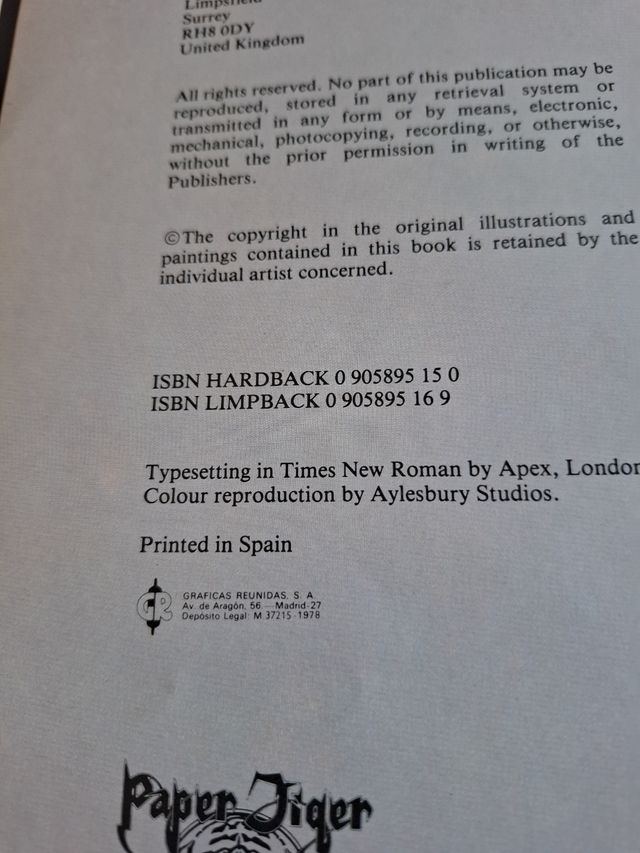 Limpsfield
Surrey
RH8 0DY
United Kingdom
All rights reserved. No part of this publication may be
reproduced, stored in any retrieval system or
transmitted in any form or by means, electronic,
mechanical, photocopying, recording, or otherwise,
without the prior permission in writing of the
Publishers.
©The copyright in the original illustrations and
paintings contained in this book is retained by the
individual artist concerned.
ISBN HARDBACK 0 905895 15 0
ISBN LIMPBACK 0 905895 16 9
Typesetting in Times New Roman by Apex, London
Colour reproduction by Aylesbury Studios.
Printed in Spain
GR
GRAFICAS REUNIDAS, S. A.
Av. de Aragón, 56.—Madrid-27
Depósito Legal: M 37215-1978
Paper Tiger